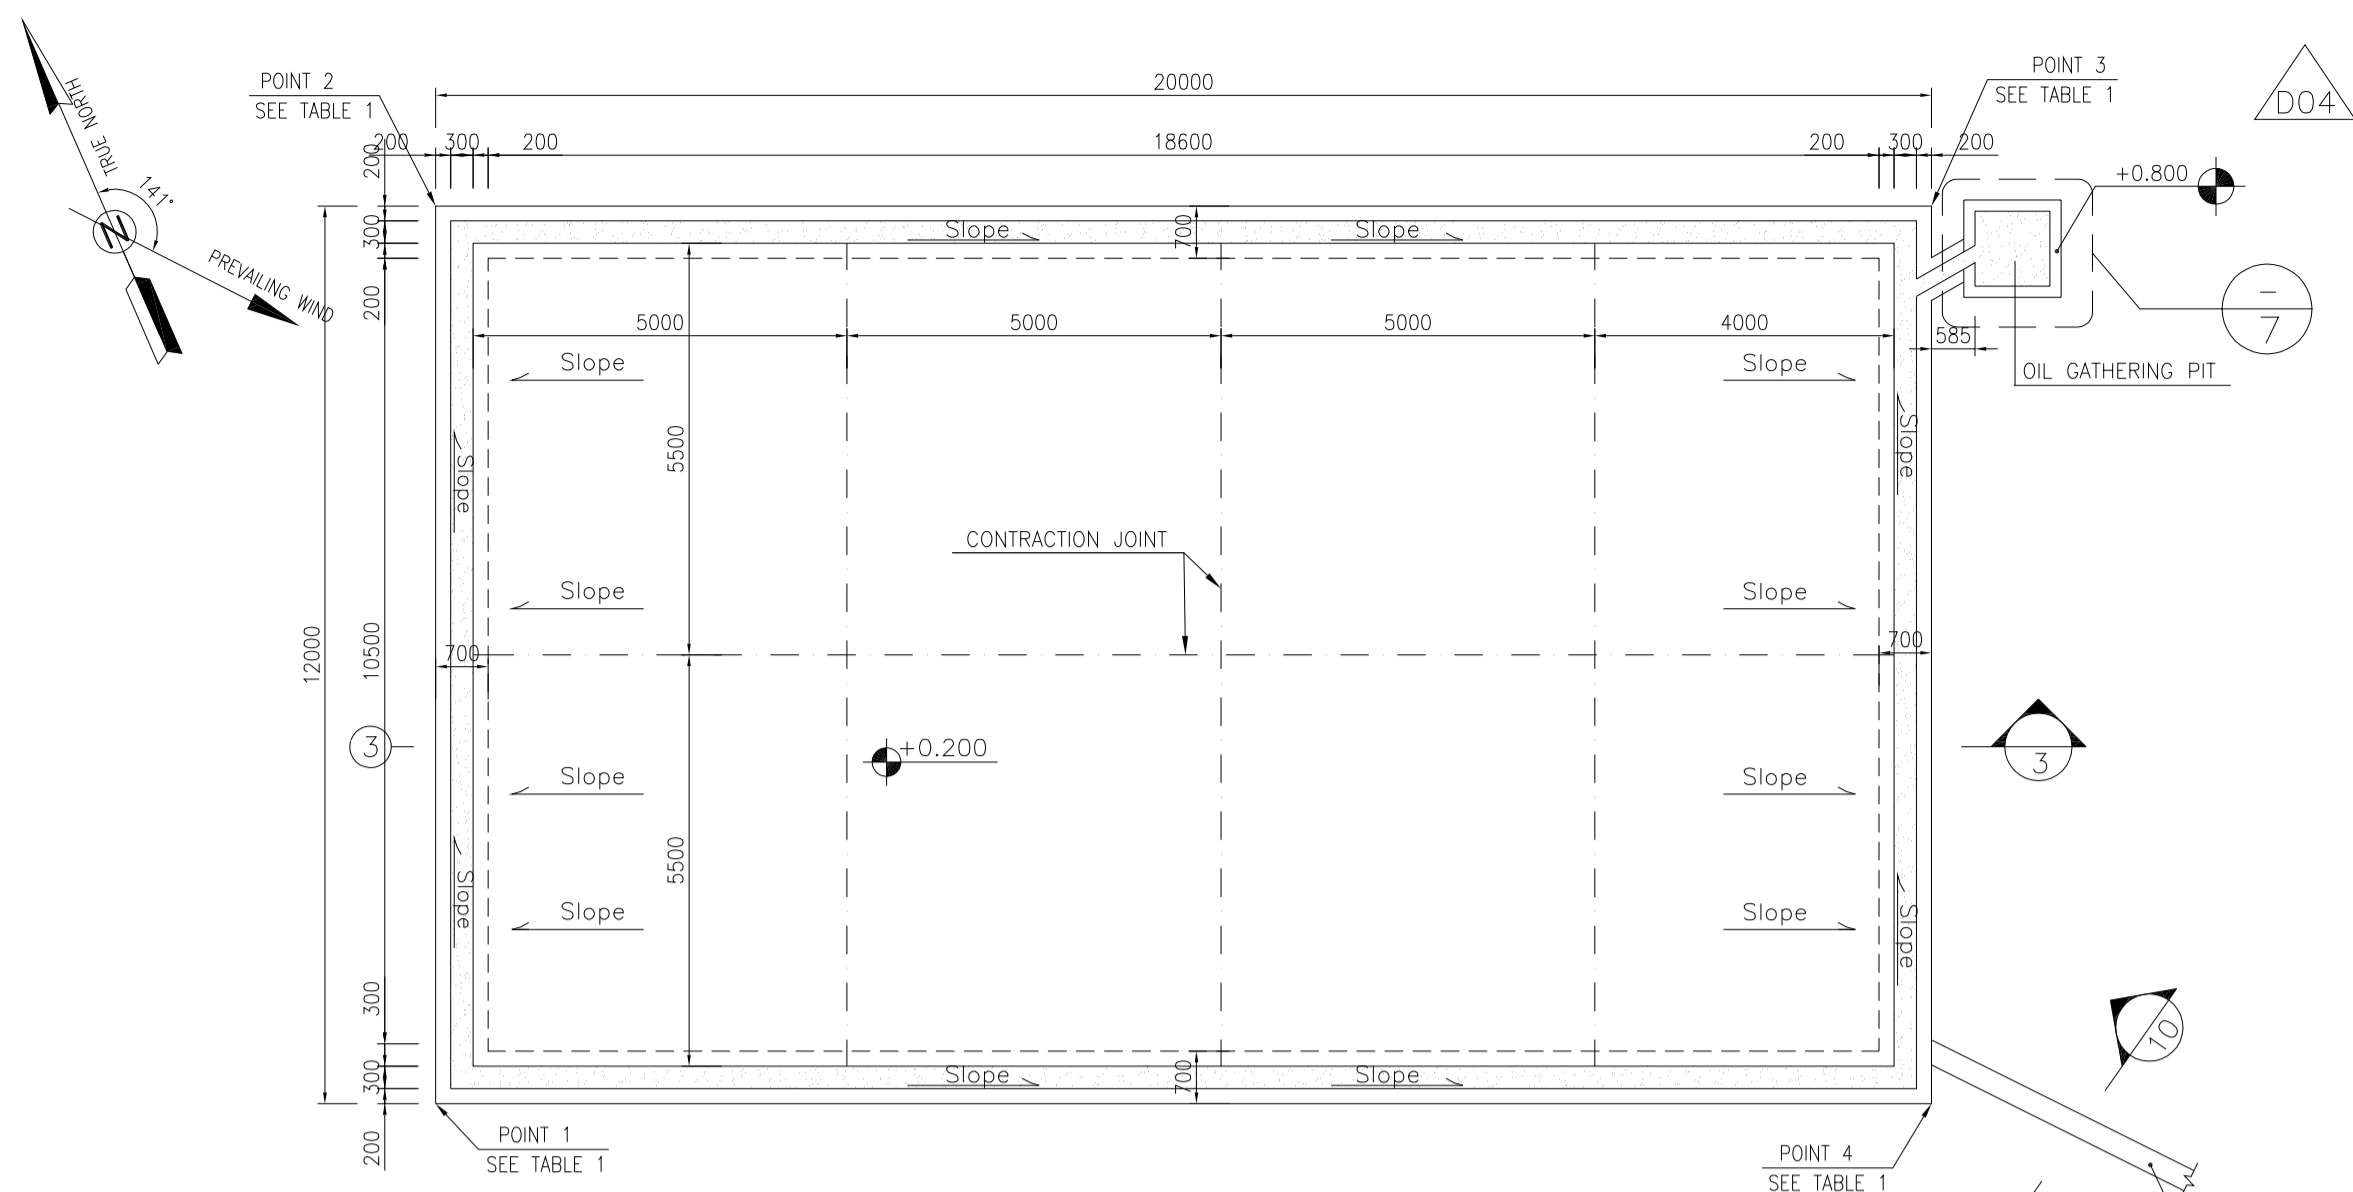 POINT 2
SEE TABLE 1
20000
POINT 3
SEE TABLE 1
D04
TRUE NORTH
141°
N
PREVAILING WIND
200
300
200
18600
200
300
200
200
300
200
+0.800
Slope
700
Slope
5000
5000
5000
4000
585
7
OIL GATHERING PIT
Slope
Slope
5500
Slope
Slope
CONTRACTION JOINT
Slope
Slope
12000
10500
700
700
3
+0.200
3
Slope
Slope
5500
Slope
Slope
Slope
Slope
300
300
200
10
Slope
700
Slope
POINT 1
SEE TABLE 1
POINT 4
SEE TABLE 1